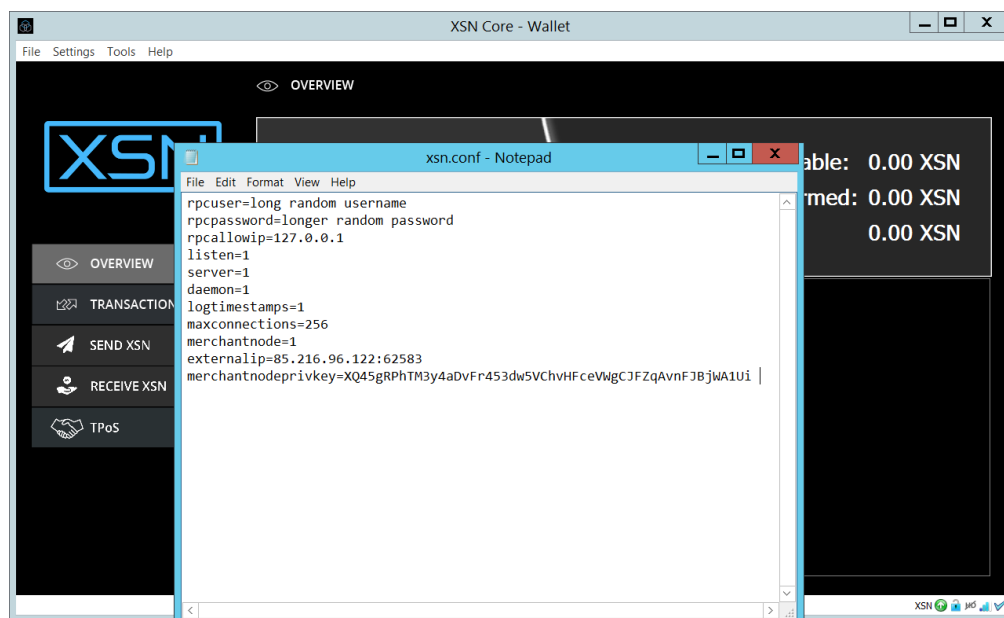 XSN Core - Wallet
File Settings Tools Help
OVERVIEW
XSN
able: 0.00 XSN
rmed: 0.00 XSN
0.00 XSN
OVERVIEW
TRANSACTION
SEND XSN
RECEIVE XSN
TPoS
xsn.conf - Notepad
File Edit Format View Help
rpcuser=long random username
rpcpassword=longer random password
rpcallowip=127.0.0.1
listen=1
server=1
daemon=1
logtimestamps=1
maxconnections=256
merchantnode=1
externalip=85.216.96.122:62583
merchantnodeprivkey=XQ45gRPhTM3y4aDvFr453dw5VChvHFceVWgCJFZqAvnFJBjWA1Ui
XSN